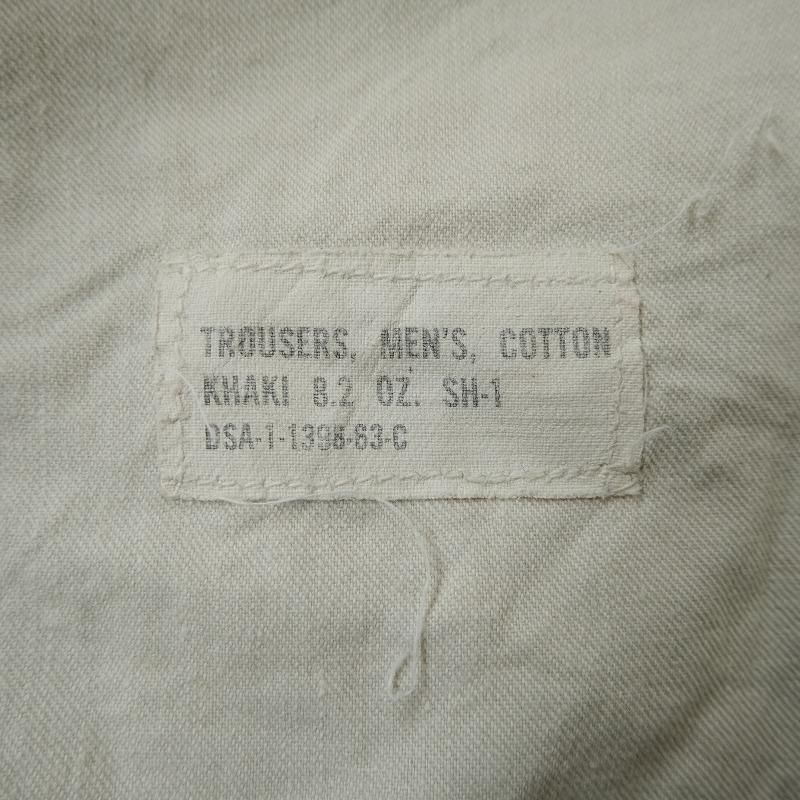 TROUSERS, MEN'S, COTTON
KHAKI 8.2 OZ. SH-1
DSA-1-1398-63-C